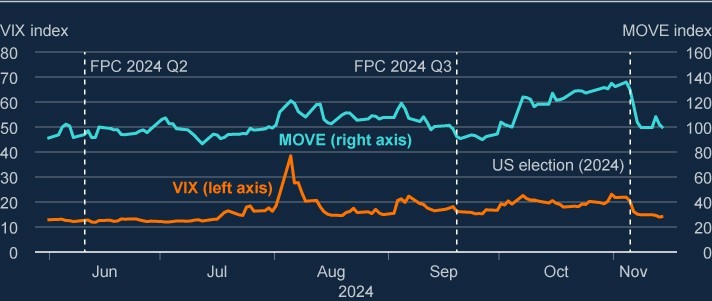 VIX index MOVE index
80 160
FPC 2024 Q2 FPC 2024 Q3
70 140
60 120
50 100
MOVE (right axis)
40 80
US election (2024)
30 60
VIX (left axis)
20 40
10 20
0 0
Jun Jul Aug Sep Oct Nov
2024